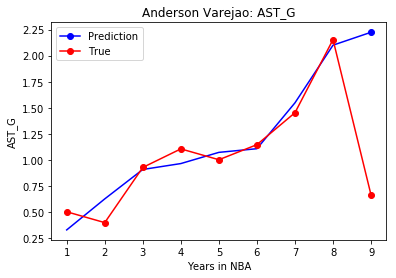 Anderson Varejao: AST_G
Prediction
True
2.25
2.00
1.75
1.50
1.25
1.00
0.75
0.50
0.25
AST_G
1 2 3 4 5 6 7 8 9
Years in NBA